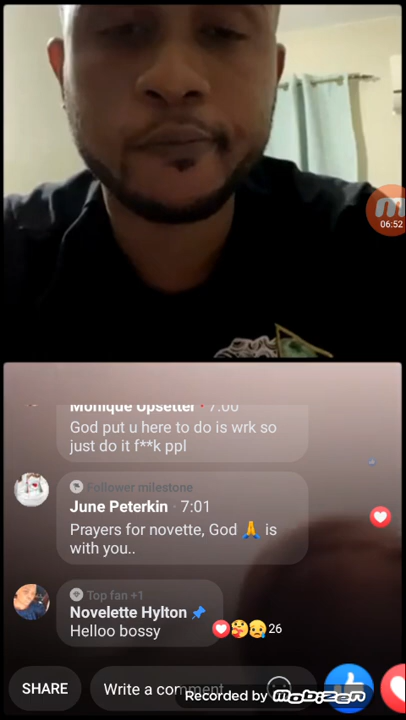 06:52
Monique Upsetter · 7:00
God put u here to do is wrk so
just do it f**k ppl
Follower milestone
June Peterkin · 7:01
Prayers for novette, God 🙏 is
with you..
Top fan +1
Novelette Hylton 📌
Helloo bossy
26
SHARE
Write a comment
Recorded by mobizen